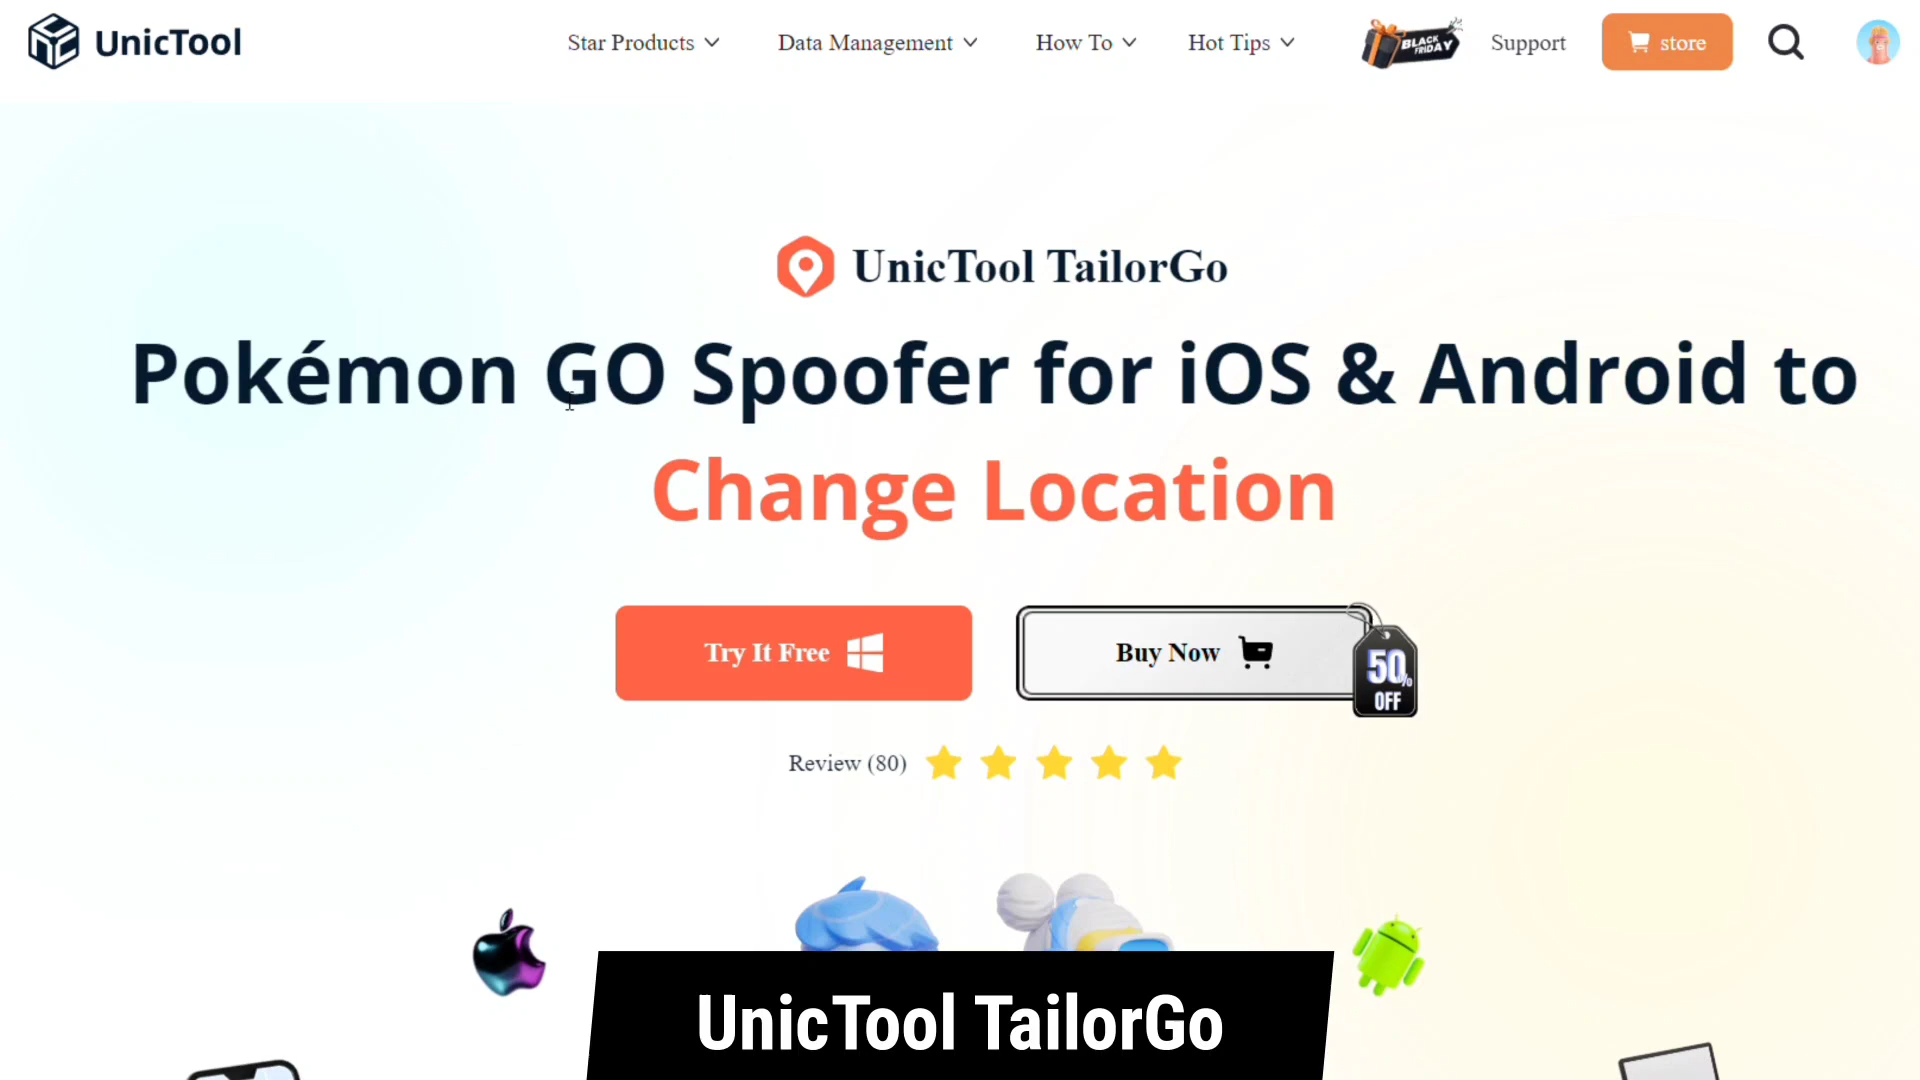 UnicTool
Star Products
Data Management
How To
Hot Tips
BLACK
FRIDAY
Support
store
UnicTool TailorGo
Pokémon GO Spoofer for iOS & Android to
Change Location
Try It Free
Buy Now
50%
OFF
Review (80)
UnicTool TailorGo